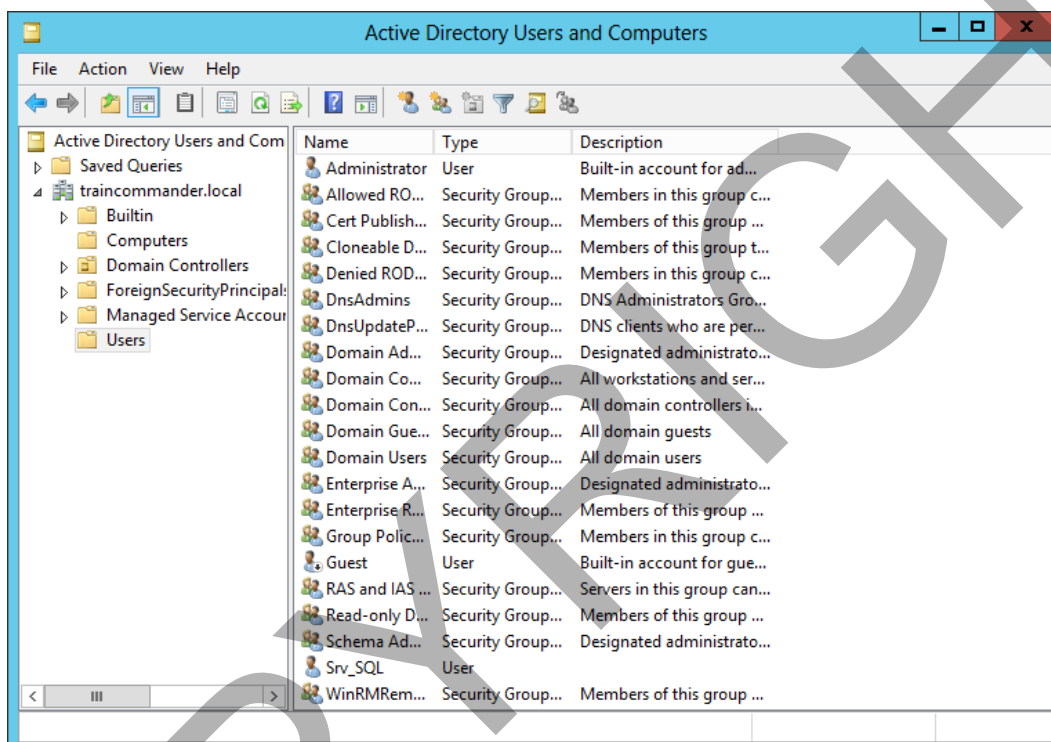 Active Directory Users and Computers
File Action View Help
Active Directory Users and Com
Saved Queries
traincommander.local
Builtin
Computers
Domain Controllers
ForeignSecurityPrincipals
Managed Service Accour
Users
Name Type Description
Administrator User Built-in account for ad...
Allowed RO... Security Group... Members in this group c...
Cert Publish... Security Group... Members of this group ...
Cloneable D... Security Group... Members of this group t...
Denied ROD... Security Group... Members in this group c...
DnsAdmins Security Group... DNS Administrators Gro...
DnsUpdateP... Security Group... DNS clients who are per...
Domain Ad... Security Group... Designated administrato...
Domain Co... Security Group... All workstations and ser...
Domain Con... Security Group... All domain controllers i...
Domain Gue... Security Group... All domain guests
Domain Users Security Group... All domain users
Enterprise A... Security Group... Designated administrato...
Enterprise R... Security Group... Members of this group ...
Group Polic... Security Group... Members in this group c...
Guest User Built-in account for gue...
RAS and IAS ... Security Group... Servers in this group can...
Read-only D... Security Group... Members of this group ...
Schema Ad... Security Group... Designated administrato...
Srv_SQL User
WinRMRem... Security Group... Members of this group ...
PYRIGH